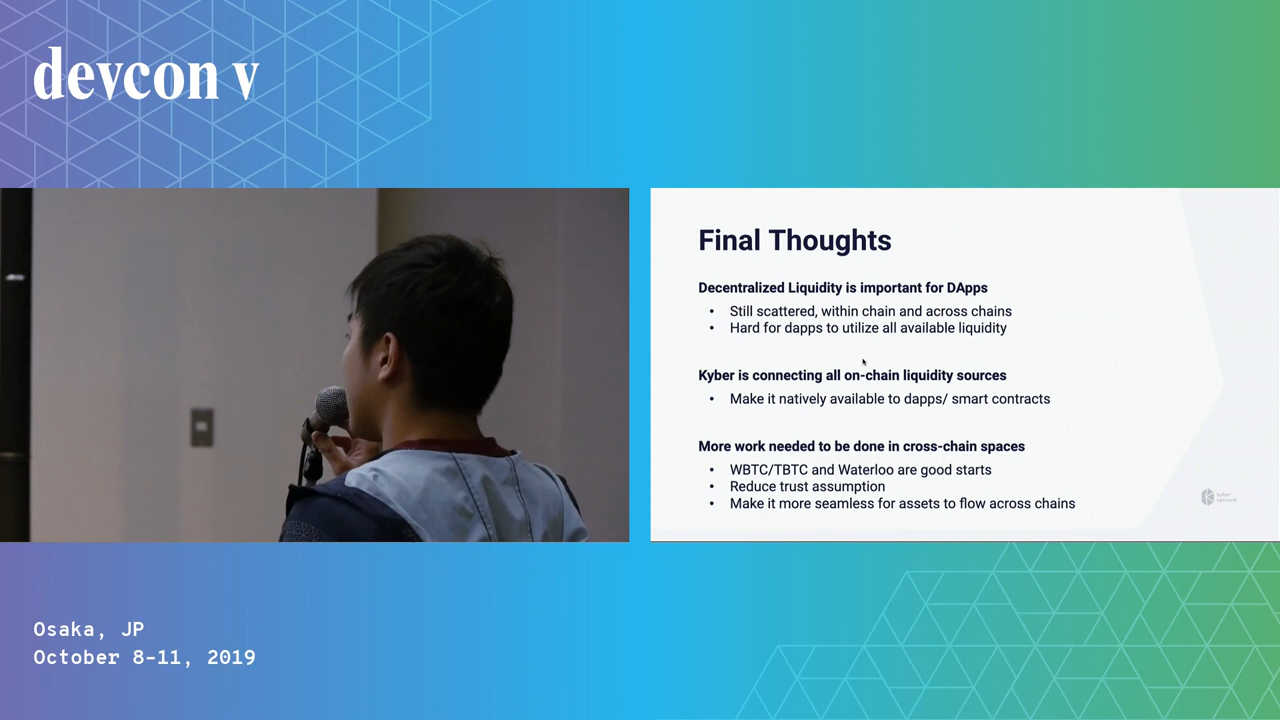 devcon v
Final Thoughts
Decentralized Liquidity is important for DApps
• Still scattered, within chain and across chains
• Hard for dapps to utilize all available liquidity
Kyber is connecting all on-chain liquidity sources
• Make it natively available to dapps/ smart contracts
More work needed to be done in cross-chain spaces
• WBTC/TBTC and Waterloo are good starts
• Reduce trust assumption
• Make it more seamless for assets to flow across chains
kyber
network
Osaka, JP
October 8-11, 2019